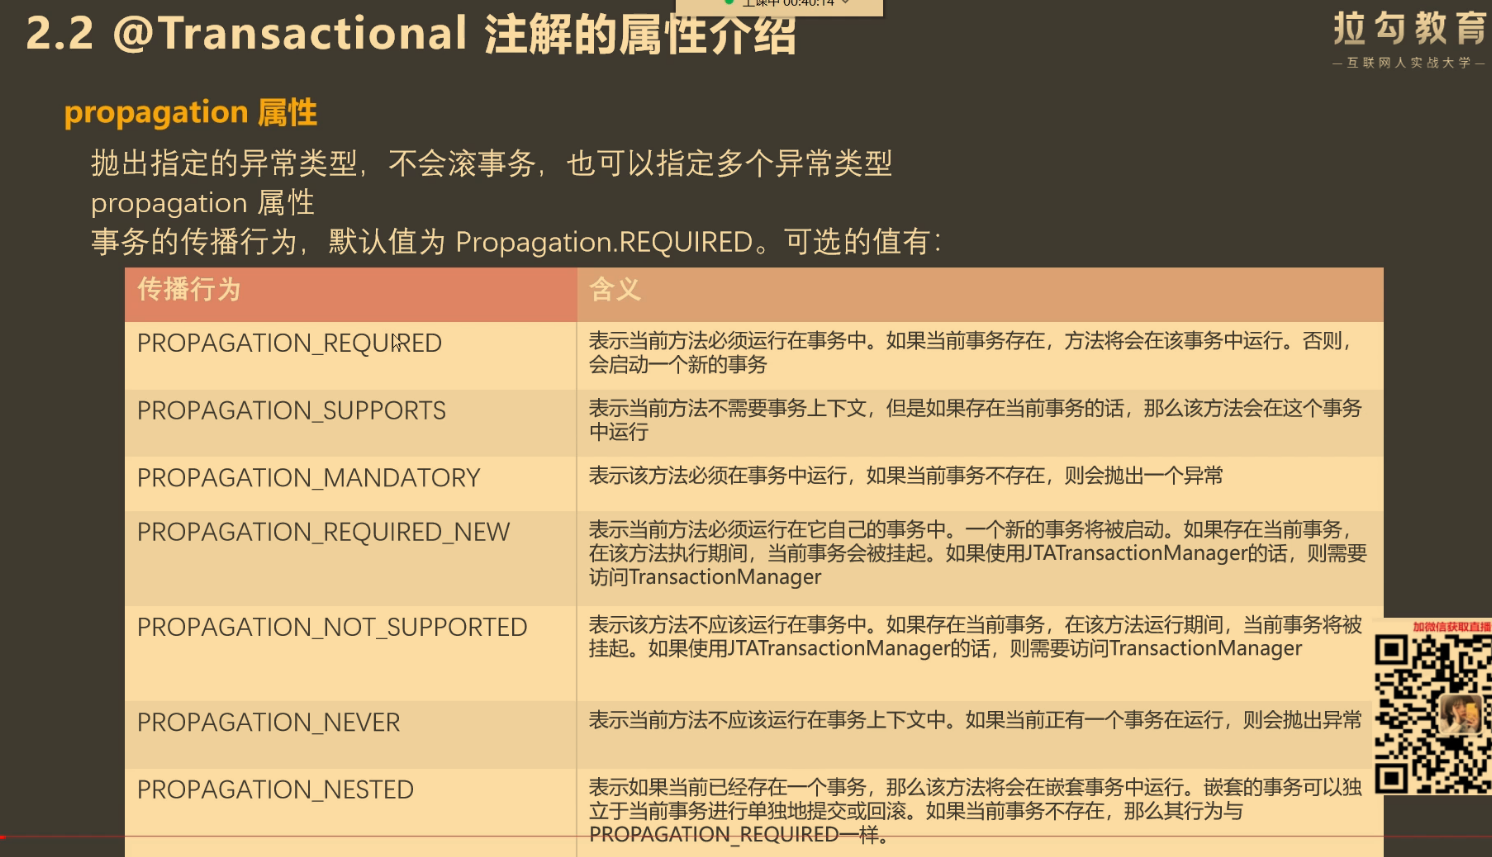 上课中 00:40:14
2.2 @Transactional 注解的属性介绍
拉勾教育
—互联网人实战大学—
propagation 属性
抛出指定的异常类型，不会滚事务，也可以指定多个异常类型
propagation 属性
事务的传播行为，默认值为 Propagation.REQUIRED。可选的值有：
传播行为
含义
PROPAGATION_REQUIRED
表示当前方法必须运行在事务中。如果当前事务存在，方法将会在该事务中运行。否则，
会启动一个新的事务
PROPAGATION_SUPPORTS
表示当前方法不需要事务上下文，但是如果存在当前事务的话，那么该方法会在这个事务
中运行
PROPAGATION_MANDATORY
表示该方法必须在事务中运行，如果当前事务不存在，则会抛出一个异常
PROPAGATION_REQUIRED_NEW
表示当前方法必须运行在它自己的事务中。一个新的事务将被启动。如果存在当前事务，
在该方法执行期间，当前事务会被挂起。如果使用JTATransactionManager的话，则需要
访问TransactionManager
PROPAGATION_NOT_SUPPORTED
表示该方法不应该运行在事务中。如果存在当前事务，在该方法运行期间，当前事务将被
挂起。如果使用JTATransactionManager的话，则需要访问TransactionManager
PROPAGATION_NEVER
表示当前方法不应该运行在事务上下文中。如果当前正有一个事务在运行，则会抛出异常
PROPAGATION_NESTED
表示如果当前已经存在一个事务，那么该方法将会在嵌套事务中运行。嵌套的事务可以独
立于当前事务进行单独地提交或回滚。如果当前事务不存在，那么其行为与
PROPAGATION_REQUIRED一样。
加微信获取直播